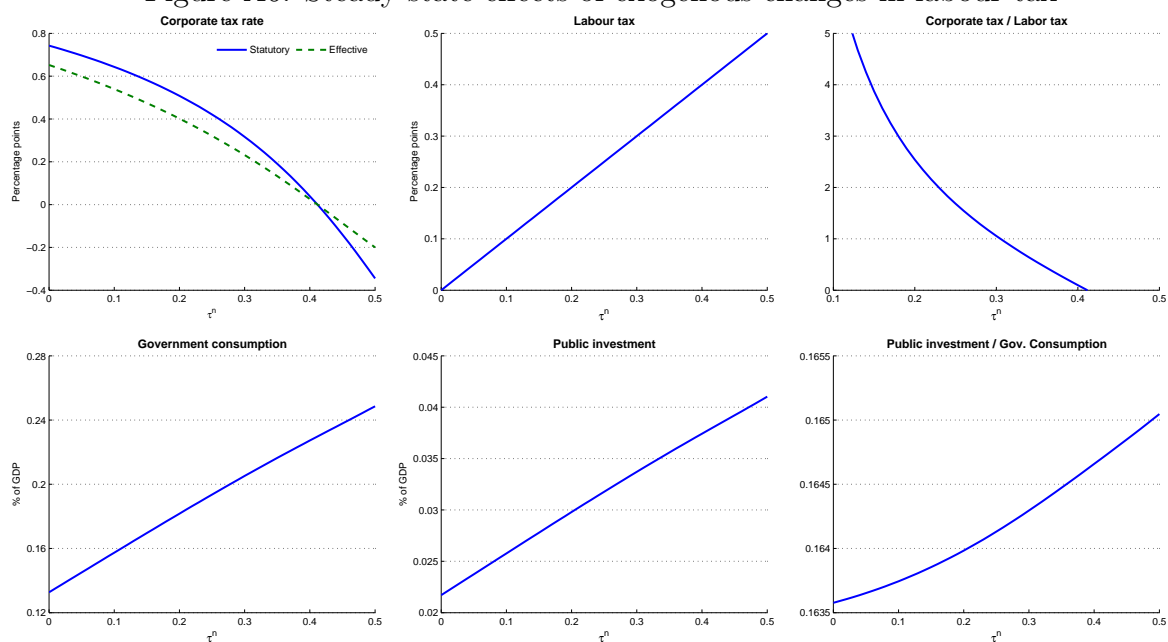 Figure A6: Steady state effects of exogenous changes in labour tax
Corporate tax rate
Percentage points
0.8
0.6
0.4
0.2
0
−0.2
−0.4
Statutory
Effective
0 0.1 0.2 0.3 0.4 0.5
τⁿ
Labour tax
Percentage points
0.5
0.4
0.3
0.2
0.1
0
0 0.1 0.2 0.3 0.4 0.5
τⁿ
Corporate tax / Labor tax
5
4
3
2
1
0
0.1 0.2 0.3 0.4 0.5
τⁿ
Government consumption
% of GDP
0.28
0.24
0.2
0.16
0.12
0 0.1 0.2 0.3 0.4 0.5
τⁿ
Public investment
% of GDP
0.045
0.04
0.035
0.03
0.025
0.02
0 0.1 0.2 0.3 0.4 0.5
τⁿ
Public investment / Gov. Consumption
0.1655
0.165
0.1645
0.164
0.1635
0 0.1 0.2 0.3 0.4 0.5
τⁿ